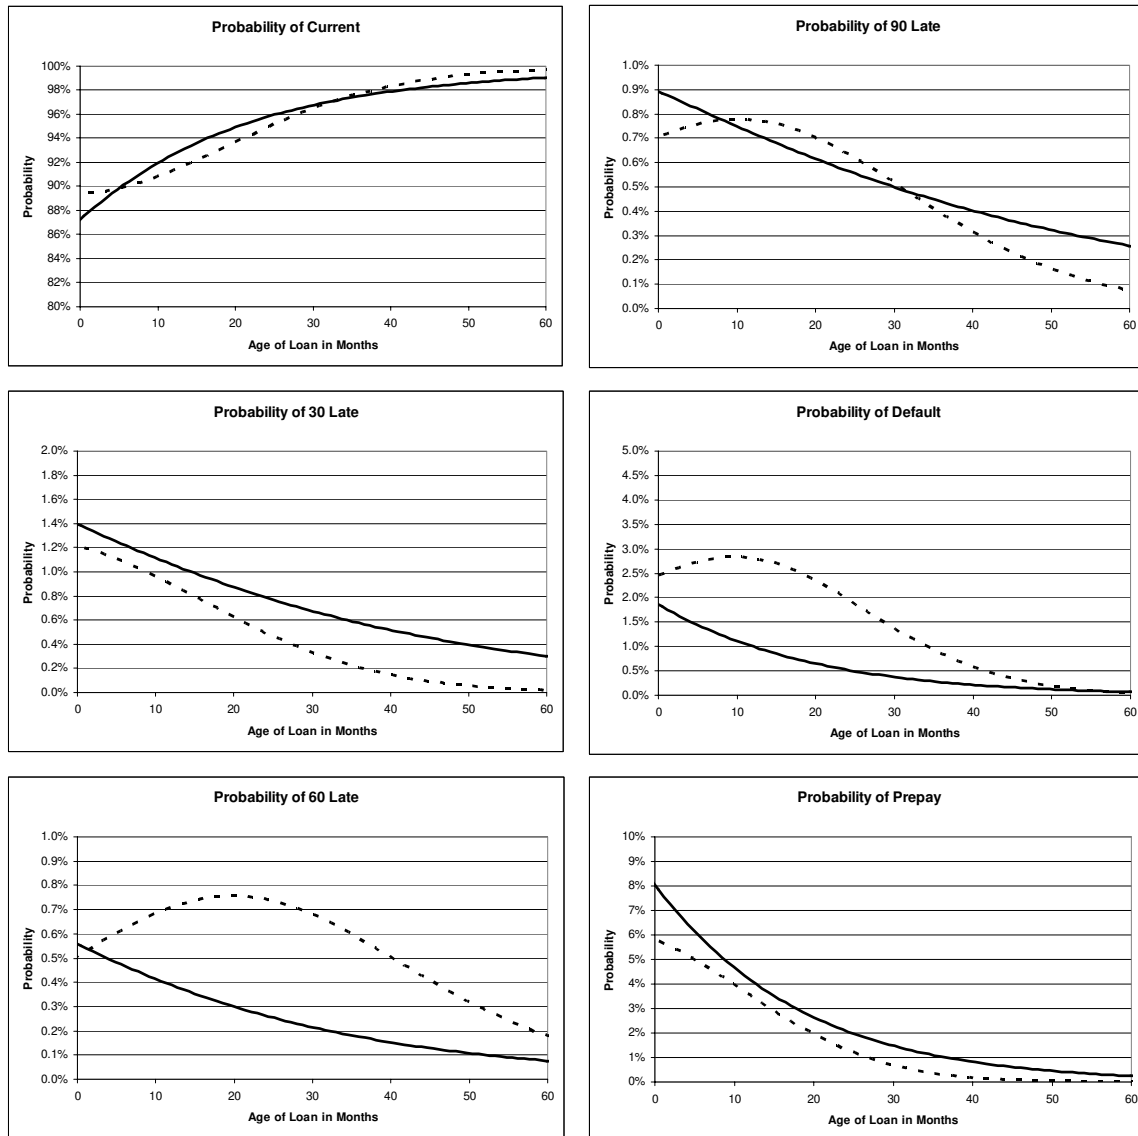 Probability of Current
100%
98%
96%
94%
92%
90%
88%
86%
84%
82%
80%
0 10 20 30 40 50 60
Probability
Age of Loan in Months
Probability of 90 Late
1.0%
0.9%
0.8%
0.7%
0.6%
0.5%
0.4%
0.3%
0.2%
0.1%
0.0%
0 10 20 30 40 50 60
Probability
Age of Loan in Months
Probability of 30 Late
2.0%
1.8%
1.6%
1.4%
1.2%
1.0%
0.8%
0.6%
0.4%
0.2%
0.0%
0 10 20 30 40 50 60
Probability
Age of Loan in Months
Probability of Default
5.0%
4.5%
4.0%
3.5%
3.0%
2.5%
2.0%
1.5%
1.0%
0.5%
0.0%
0 10 20 30 40 50 60
Probability
Age of Loan in Months
Probability of 60 Late
1.0%
0.9%
0.8%
0.7%
0.6%
0.5%
0.4%
0.3%
0.2%
0.1%
0.0%
0 10 20 30 40 50 60
Probability
Age of Loan in Months
Probability of Prepay
10%
9%
8%
7%
6%
5%
4%
3%
2%
1%
0%
0 10 20 30 40 50 60
Probability
Age of Loan in Months